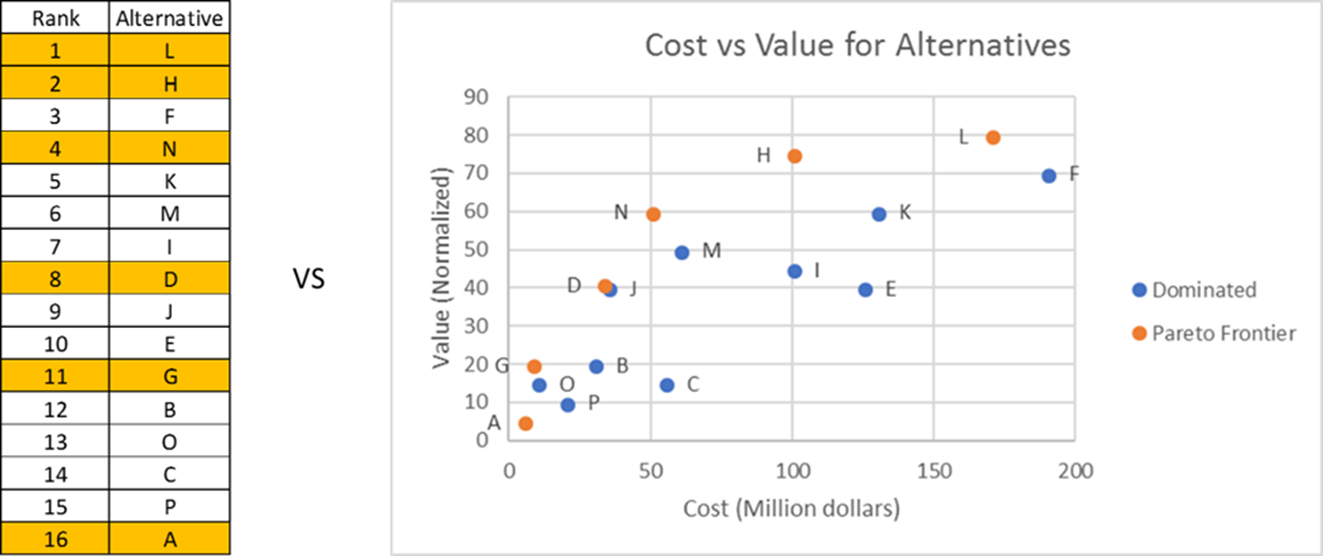 Rank Alternative
1 L
2 H
3 F
4 N
5 K
6 M
7 I
8 D
9 J
10 E
11 G
12 B
13 O
14 C
15 P
16 A
VS
Cost vs Value for Alternatives
Value (Normalized)
90
80
70
60
50
40
30
20
10
0
L
H
F
N
K
M
I
D
J
E
G
B
O
C
P
A
0 50 100 150 200
Cost (Million dollars)
Dominated
Pareto Frontier